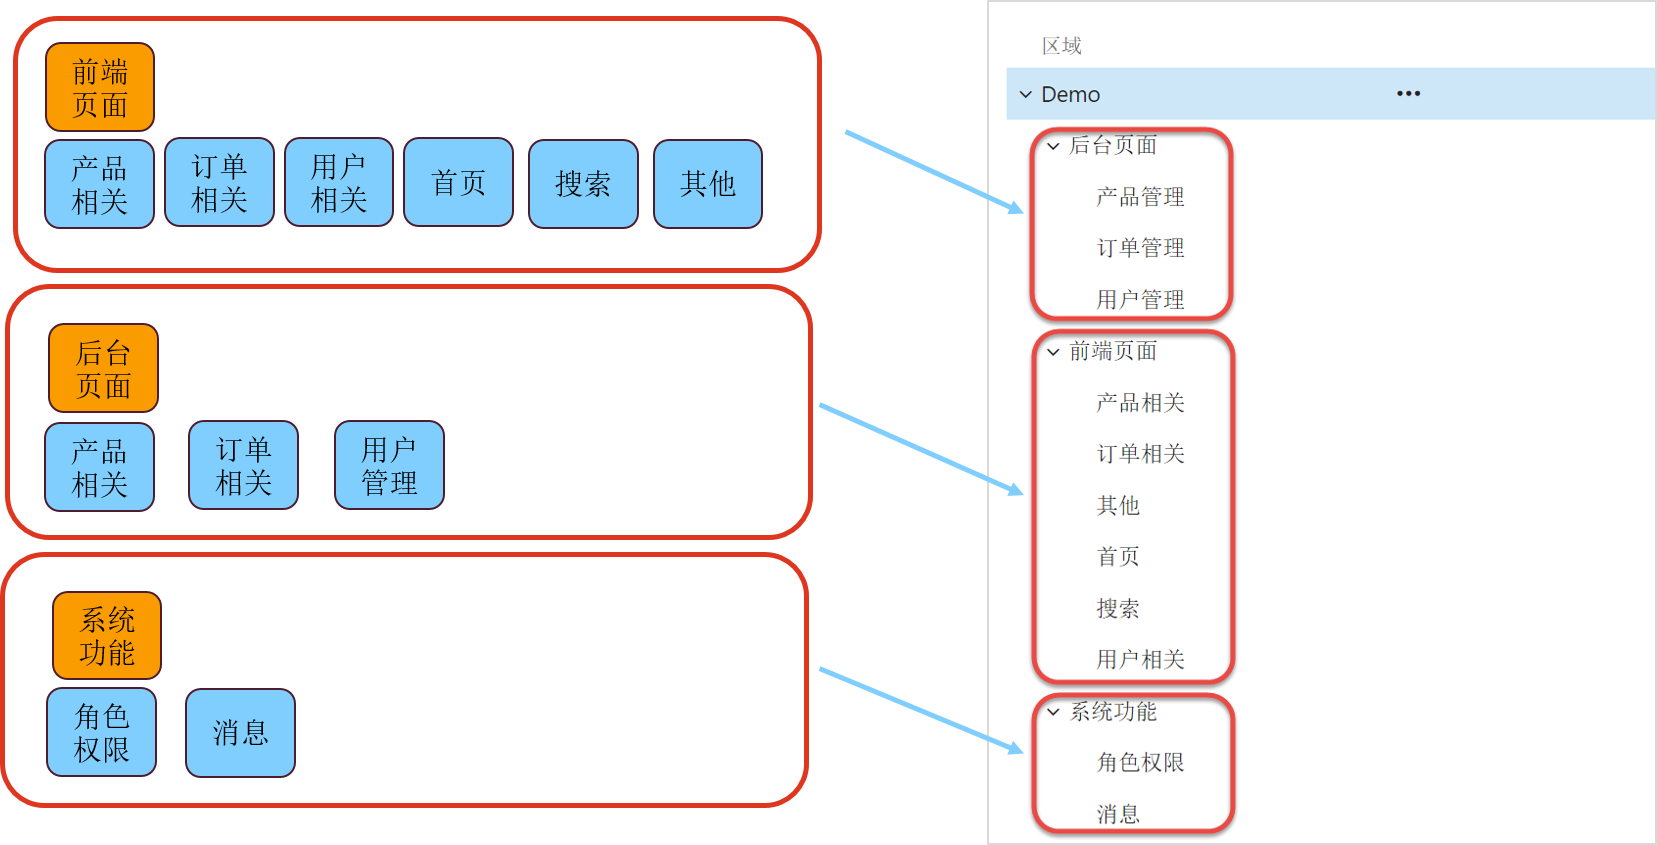 前端
页面
产品
相关
订单
相关
用户
相关
首页
搜索
其他
后台
页面
产品
相关
订单
相关
用户
管理
系统
功能
角色
权限
消息
区域
Demo
后台页面
产品管理
订单管理
用户管理
前端页面
产品相关
订单相关
其他
首页
搜索
用户相关
系统功能
角色权限
消息